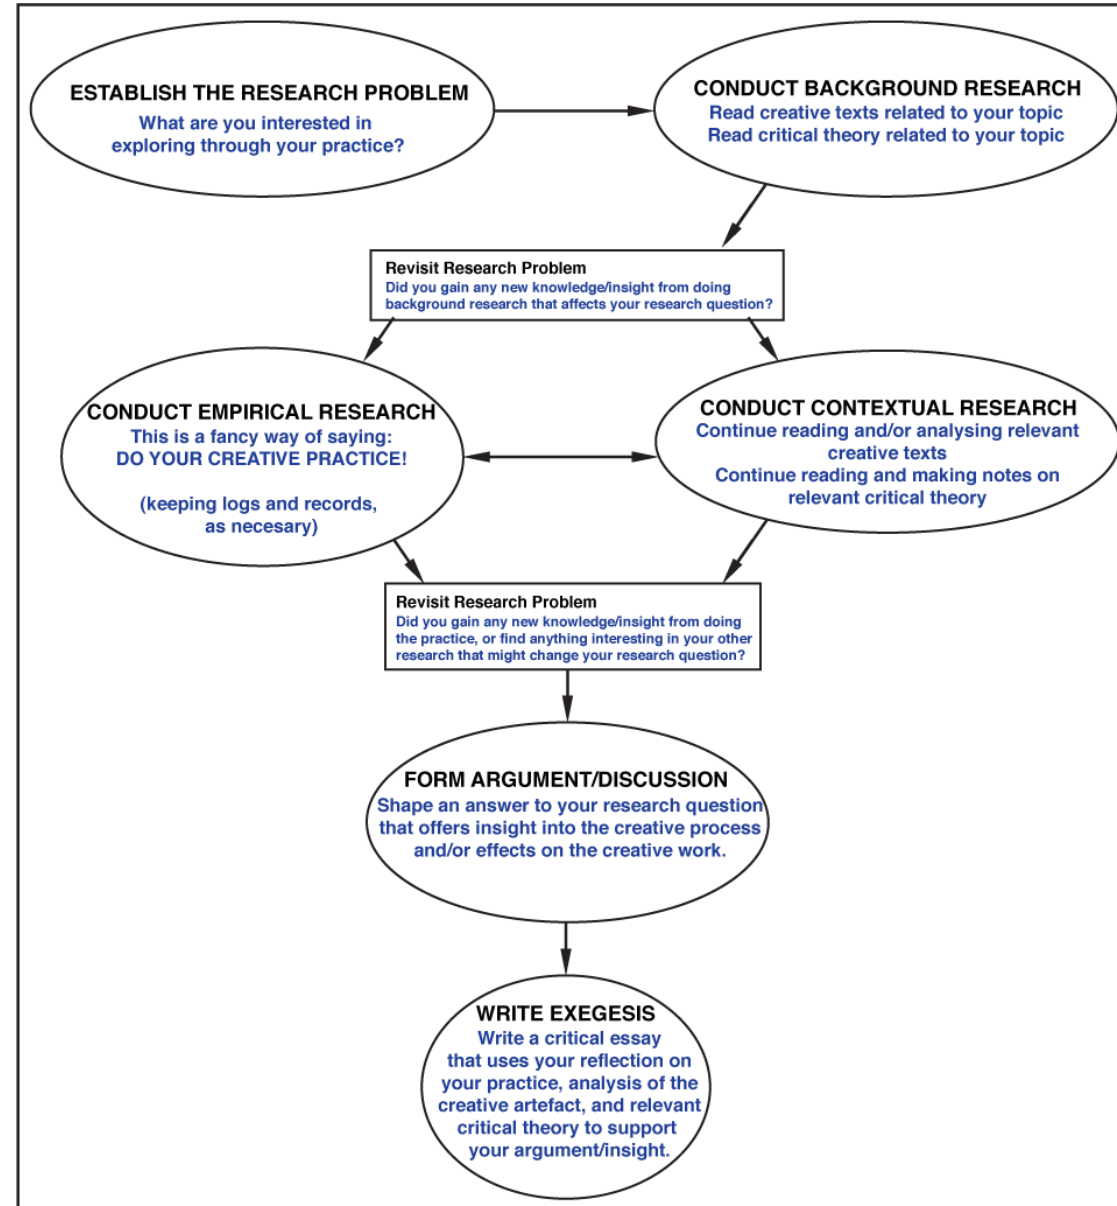 ESTABLISH THE RESEARCH PROBLEM
What are you interested in
exploring through your practice?
CONDUCT BACKGROUND RESEARCH
Read creative texts related to your topic
Read critical theory related to your topic
Revisit Research Problem
Did you gain any new knowledge/insight from doing
background research that affects your research question?
CONDUCT EMPIRICAL RESEARCH
This is a fancy way of saying:
DO YOUR CREATIVE PRACTICE!
(keeping logs and records,
as necesary)
CONDUCT CONTEXTUAL RESEARCH
Continue reading and/or analysing relevant
creative texts
Continue reading and making notes on
relevant critical theory
Revisit Research Problem
Did you gain any new knowledge/insight from doing
the practice, or find anything interesting in your other
research that might change your research question?
FORM ARGUMENT/DISCUSSION
Shape an answer to your research question
that offers insight into the creative process
and/or effects on the creative work.
WRITE EXEGESIS
Write a critical essay
that uses your reflection on
your practice, analysis of the
creative artefact, and relevant
critical theory to support
your argument/insight.